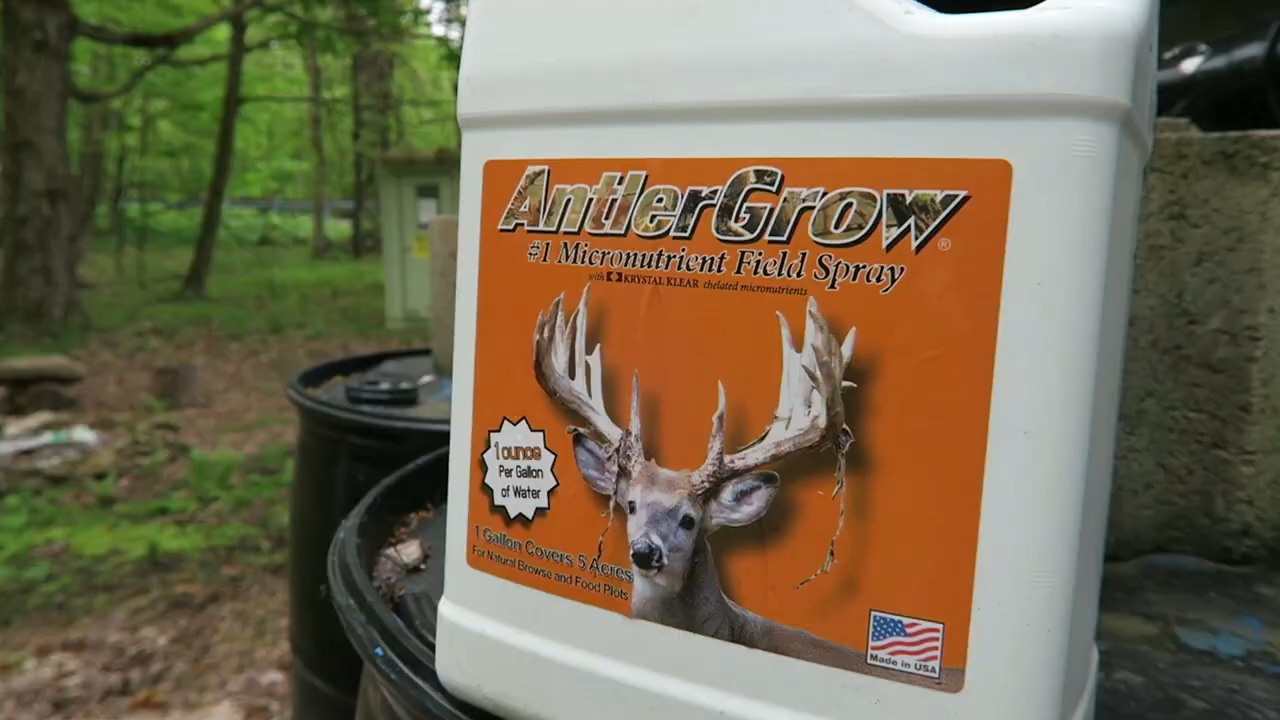 AntlerGrow®
#1 Micronutrient Field Spray
with KRYSTAL KLEAR chelated micronutrients
1 ounce
Per Gallon
of Water
1 Gallon Covers 5 Acres
For Natural Browse and Food Plots
Made in USA